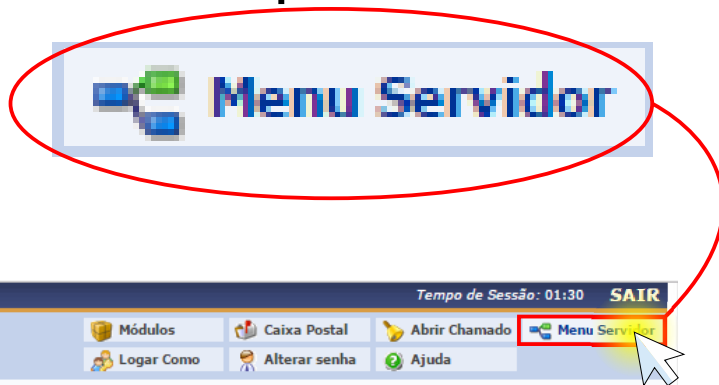 Menu Servidor
Tempo de Sessão: 01:30 SAIR
Módulos Caixa Postal Abrir Chamado Menu Servidor
Logar Como Alterar senha Ajuda